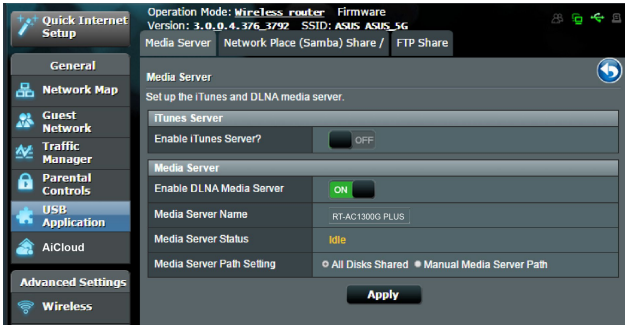 Quick Internet
Setup
Operation Mode: Wireless router Firmware
Version: 3.0.0.4.376_3792 SSID: ASUS ASUS_5G
Media Server Network Place (Samba) Share / FTP Share
General
Network Map
Guest
Network
Traffic
Manager
Parental
Controls
USB
Application
AiCloud
Advanced Settings
Wireless
Media Server
Set up the iTunes and DLNA media server.
iTunes Server
Enable iTunes Server? OFF
Media Server
Enable DLNA Media Server ON
Media Server Name RT-AC1300G PLUS
Media Server Status Idle
Media Server Path Setting All Disks Shared Manual Media Server Path
Apply